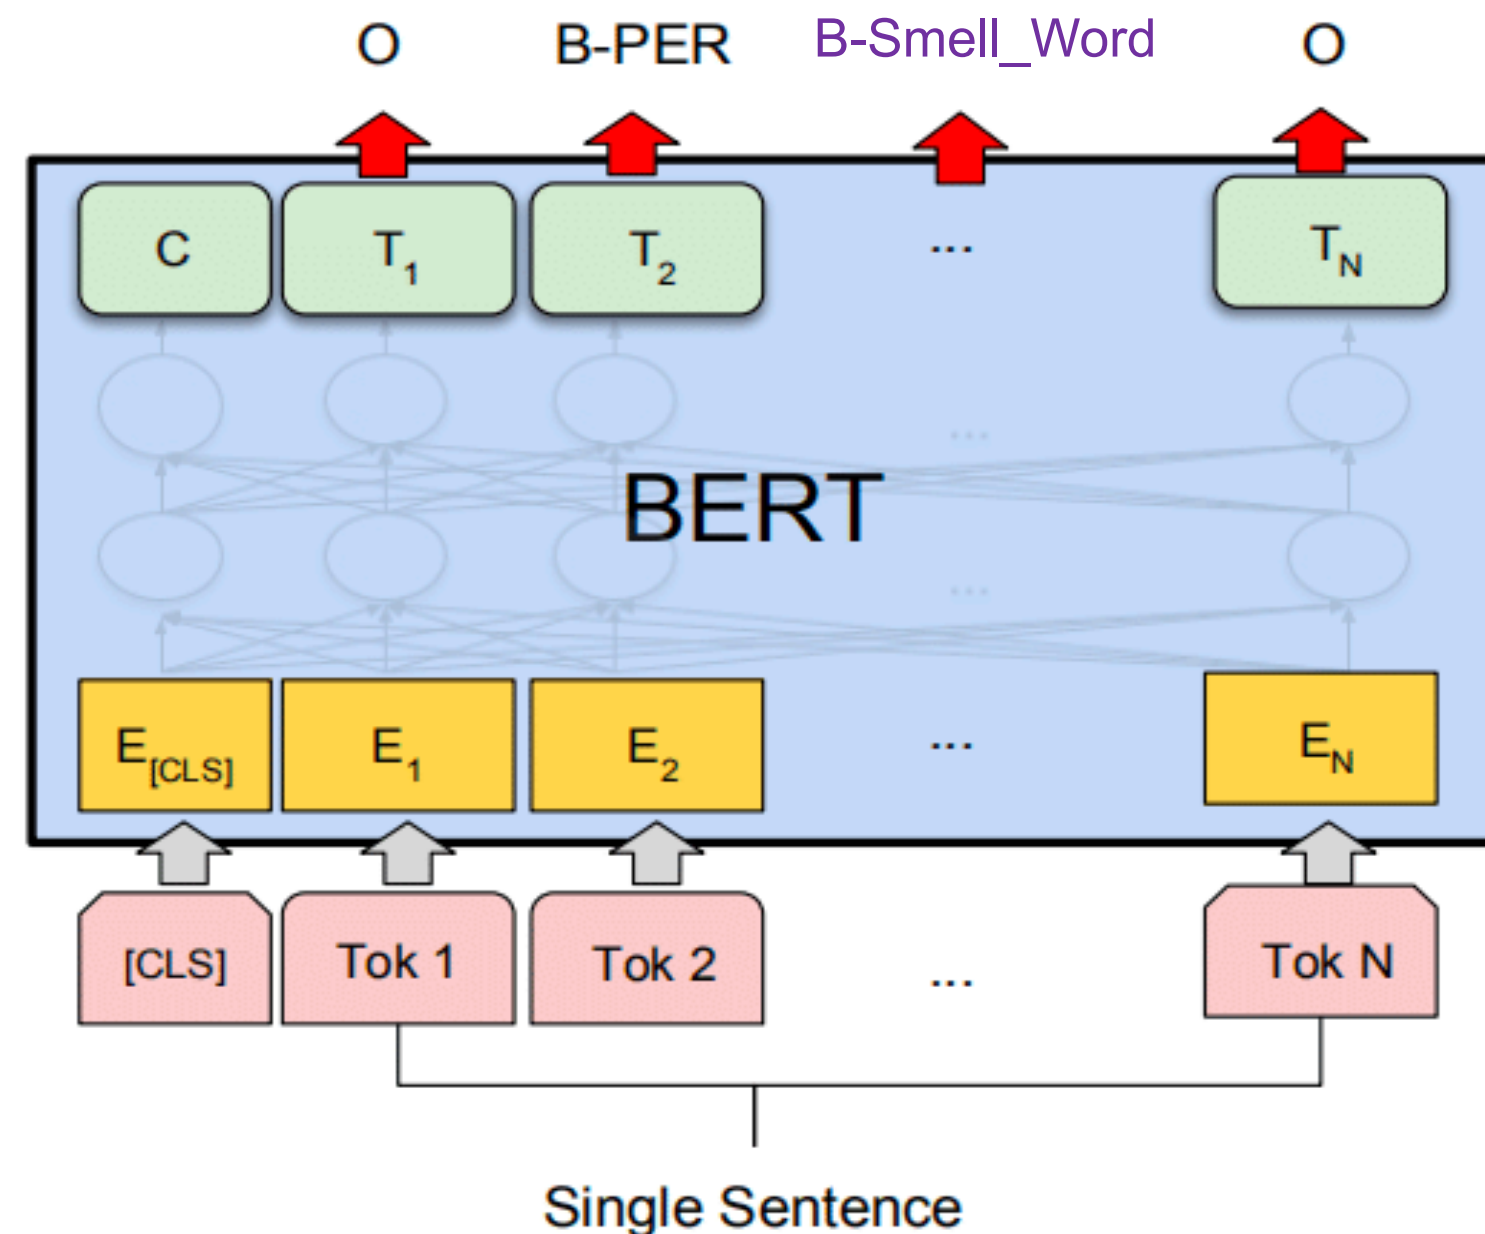 O B-PER B-Smell_Word O
C T1 T2 ... TN
...
BERT
...
E[CLS] E1 E2 ... EN
[CLS] Tok 1 Tok 2 ... Tok N
Single Sentence